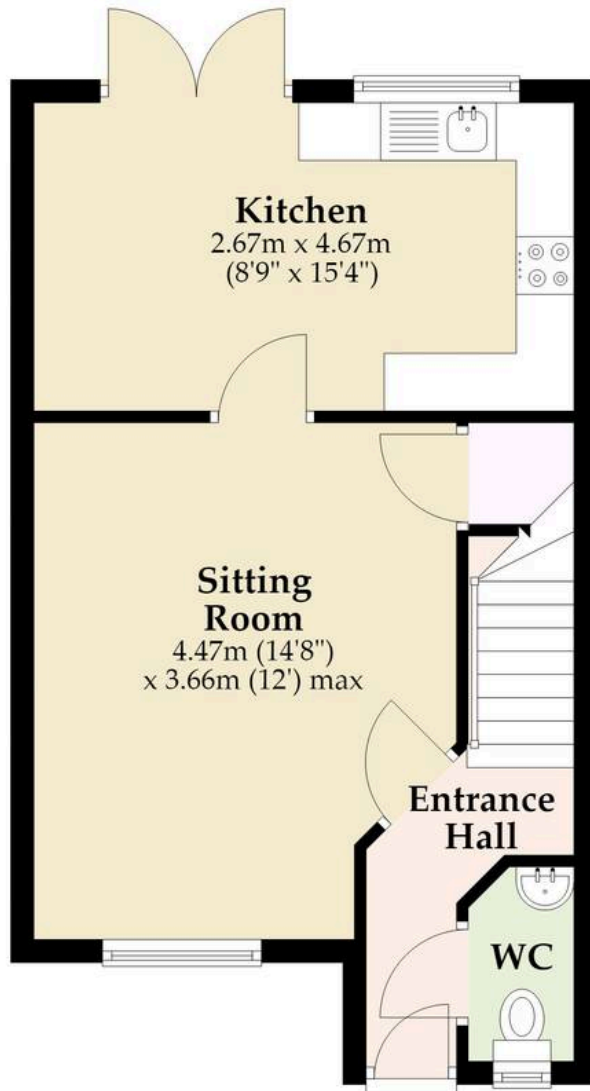 Kitchen
2.67m x 4.67m
(8'9" x 15'4")
Sitting
Room
4.47m (14'8")
x 3.66m (12') max
Entrance
Hall
WC